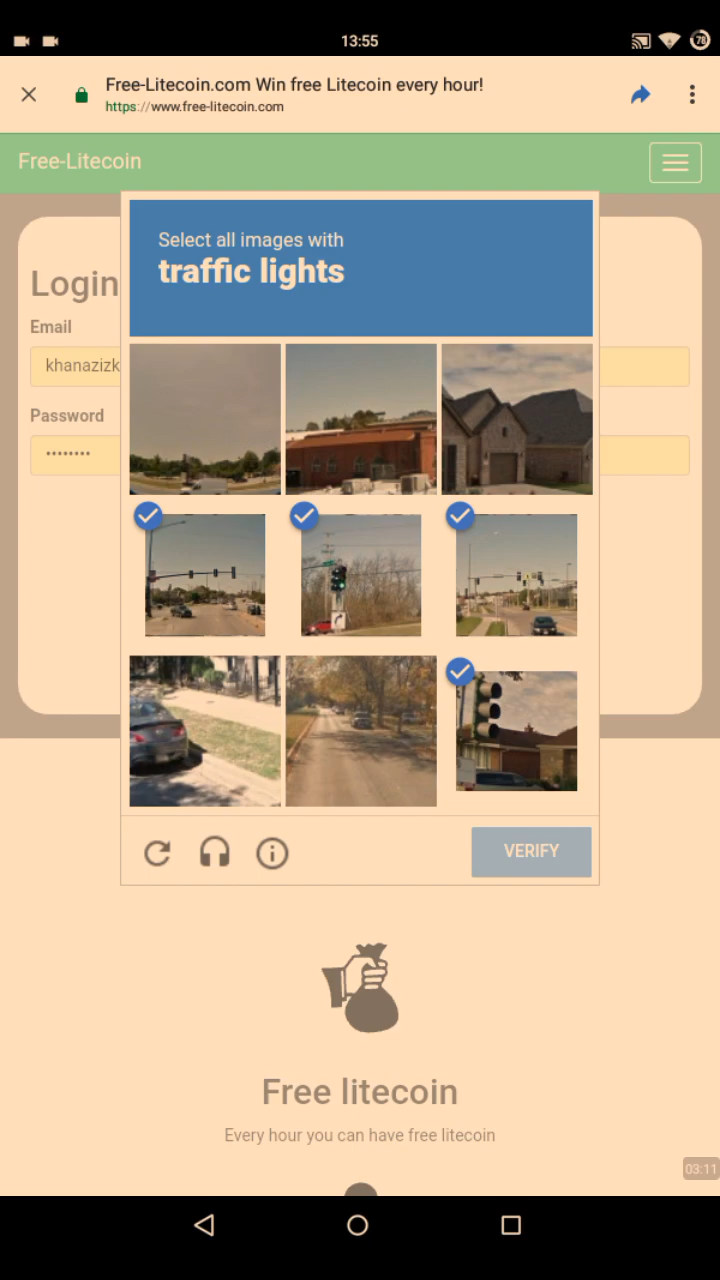 13:55
78
Free-Litecoin.com Win free Litecoin every hour!
https://www.free-litecoin.com
Free-Litecoin
Select all images with
traffic lights
Login
Email
khanazizk
Password
••••••••
VERIFY
Free litecoin
Every hour you can have free litecoin
03:11